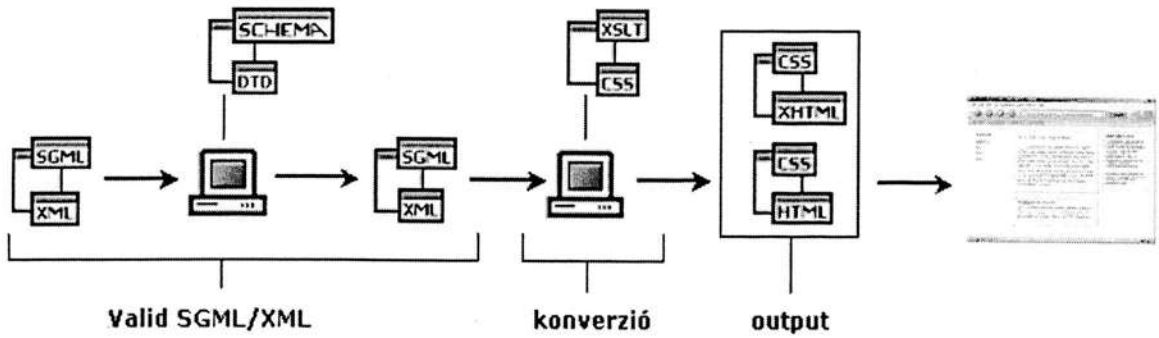 SCHEMA
DTD
XSLT
CSS
CSS
XHTML
SGML
XML
SGML
XML
CSS
HTML
Valid SGML/XML
konverzió
output